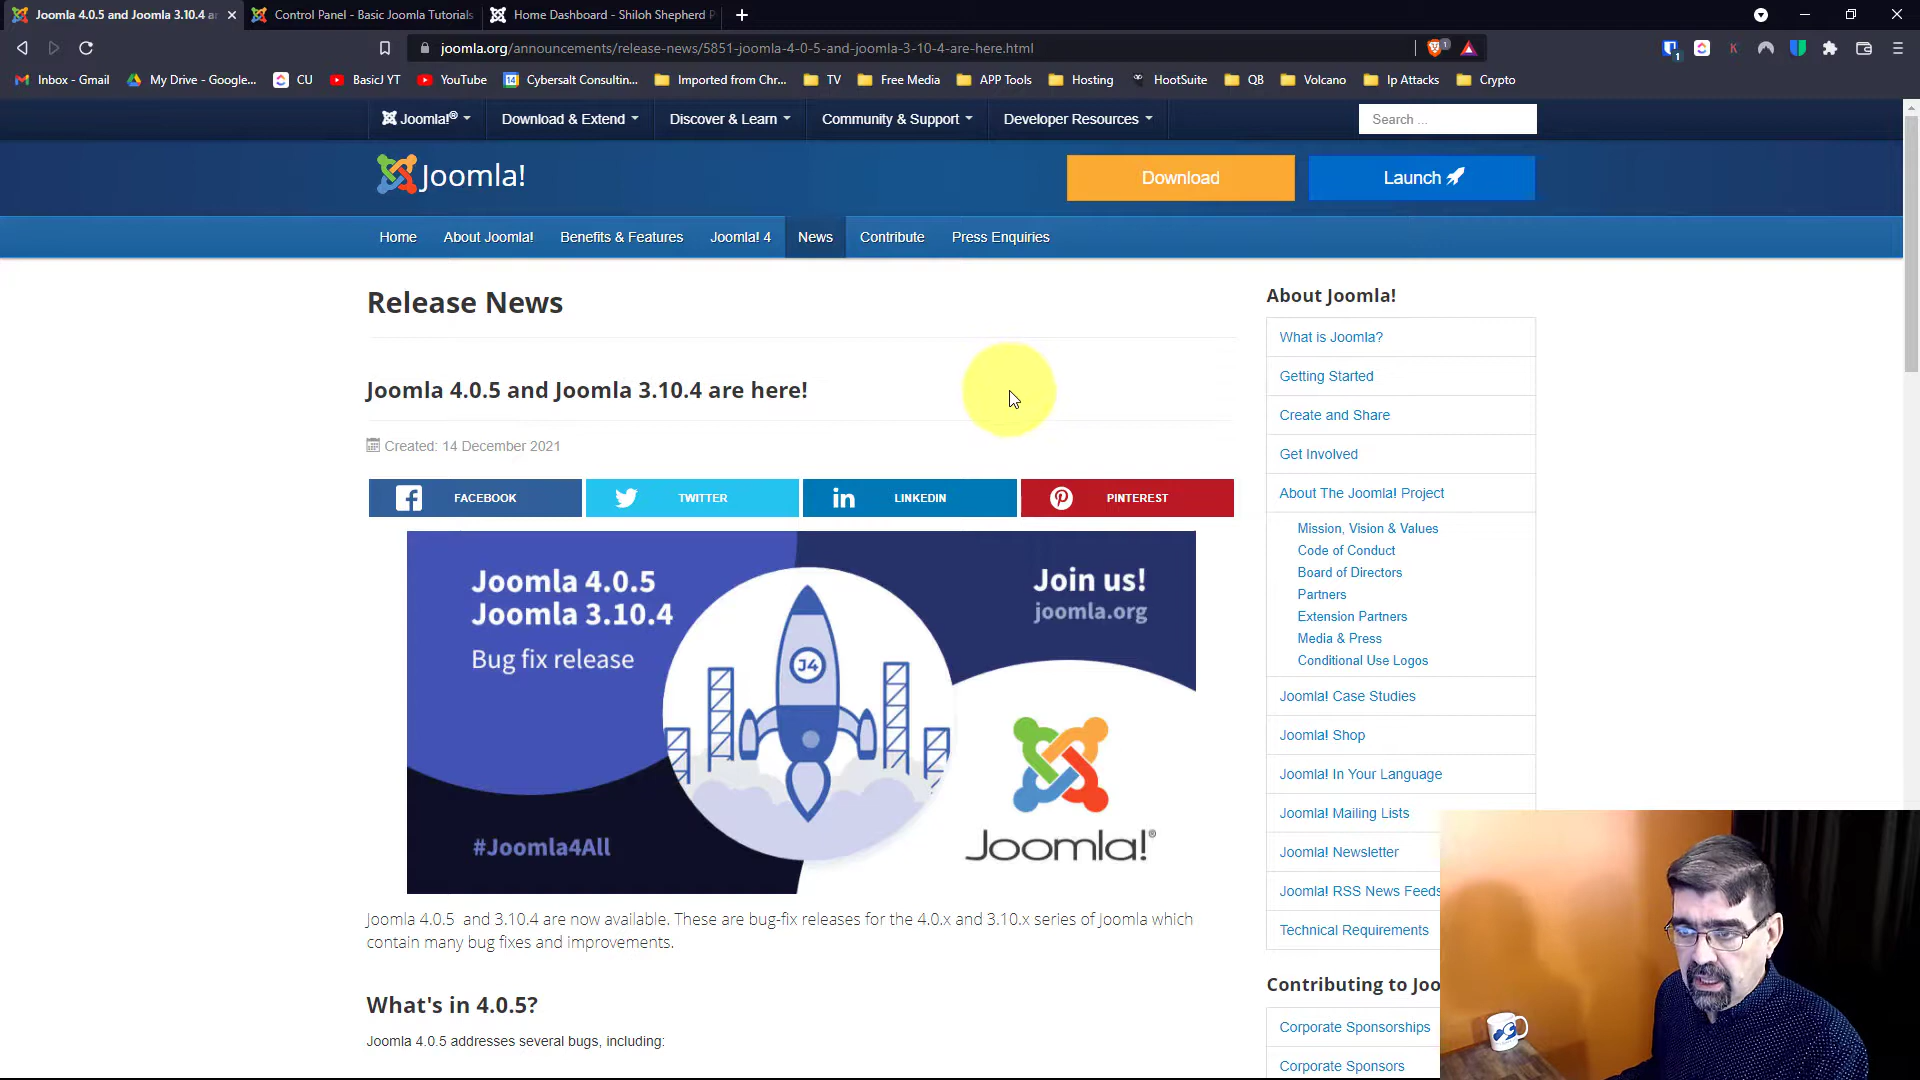 Joomla 4.0.5 and Joomla 3.10.4 a
Control Panel - Basic Joomla Tutorials
Home Dashboard - Shiloh Shepherd P
joomla.org/announcements/release-news/5851-joomla-4-0-5-and-joomla-3-10-4-are-here.html
Inbox - Gmail
My Drive - Google...
CU
BasicJ YT
YouTube
Cybersalt Consultin...
Imported from Chr...
TV
Free Media
APP Tools
Hosting
HootSuite
QB
Volcano
Ip Attacks
Crypto
Joomla!®
Download & Extend
Discover & Learn
Community & Support
Developer Resources
Search ...
Joomla!
Download
Launch
Home
About Joomla!
Benefits & Features
Joomla! 4
News
Contribute
Press Enquiries
Release News
Joomla 4.0.5 and Joomla 3.10.4 are here!
Created: 14 December 2021
FACEBOOK
TWITTER
LINKEDIN
PINTEREST
Joomla 4.0.5
Joomla 3.10.4
Bug fix release
J4
Join us!
joomla.org
#Joomla4All
Joomla!®
Joomla 4.0.5 and 3.10.4 are now available. These are bug-fix releases for the 4.0.x and 3.10.x series of Joomla which
contain many bug fixes and improvements.
What's in 4.0.5?
Joomla 4.0.5 addresses several bugs, including:
About Joomla!
What is Joomla?
Getting Started
Create and Share
Get Involved
About The Joomla! Project
Mission, Vision & Values
Code of Conduct
Board of Directors
Partners
Extension Partners
Media & Press
Conditional Use Logos
Joomla! Case Studies
Joomla! Shop
Joomla! In Your Language
Joomla! Mailing Lists
Joomla! Newsletter
Joomla! RSS News Feeds
Technical Requirements
Contributing to Joo
Corporate Sponsorships
Corporate Sponsors